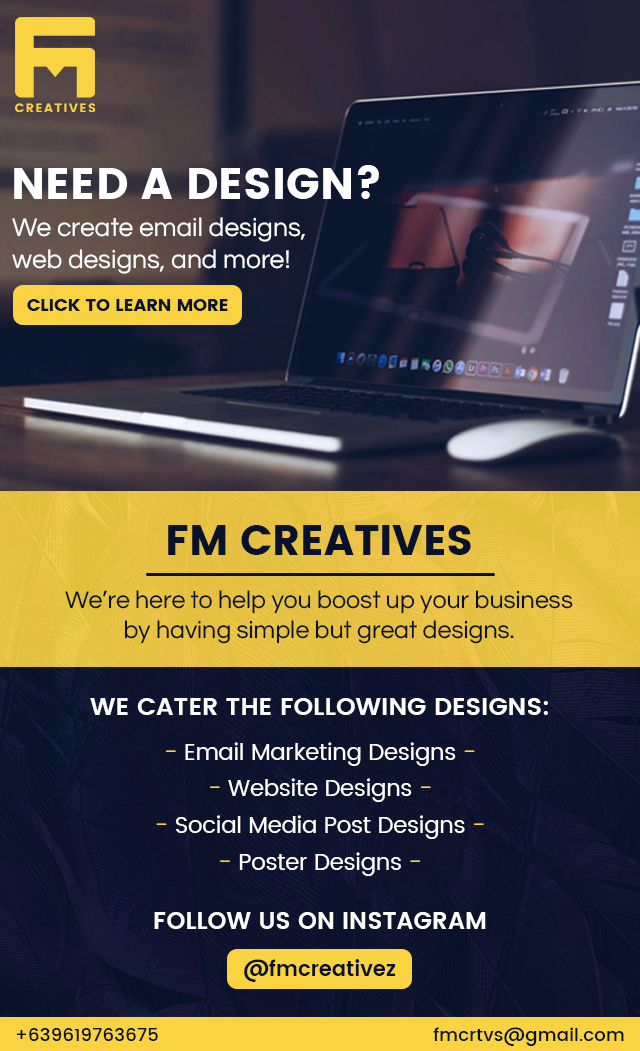 FM
CREATIVES
NEED A DESIGN?
We create email designs,
web designs, and more!
CLICK TO LEARN MORE
FM CREATIVES
We’re here to help you boost up your business
by having simple but great designs.
WE CATER THE FOLLOWING DESIGNS:
- Email Marketing Designs -
- Website Designs -
- Social Media Post Designs -
- Poster Designs -
FOLLOW US ON INSTAGRAM
@fmcreativez
+639619763675
fmcrtvs@gmail.com